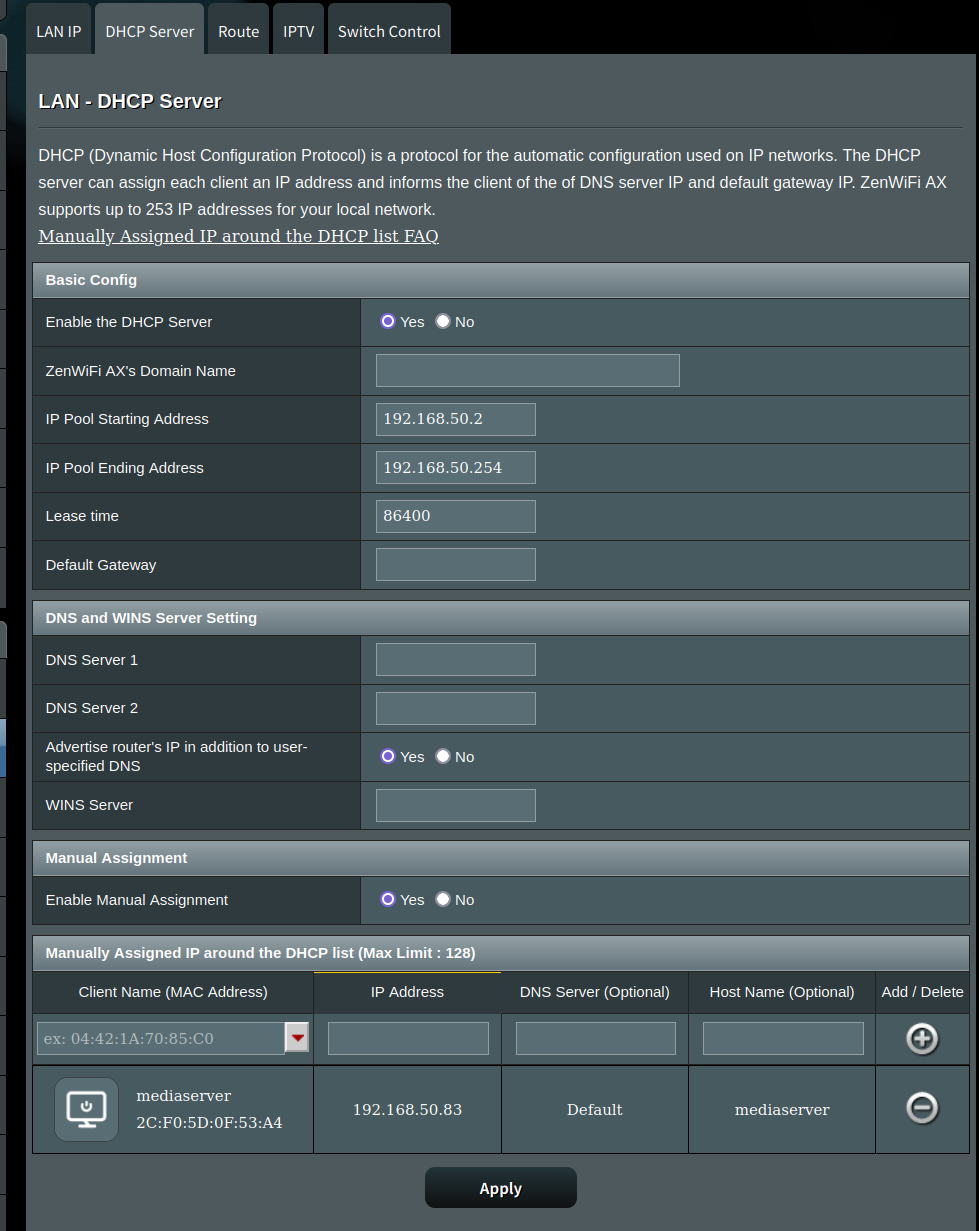 LAN IP
DHCP Server
Route
IPTV
Switch Control
LAN - DHCP Server
DHCP (Dynamic Host Configuration Protocol) is a protocol for the automatic configuration used on IP networks. The DHCP
server can assign each client an IP address and informs the client of the of DNS server IP and default gateway IP. ZenWiFi AX
supports up to 253 IP addresses for your local network.
Manually Assigned IP around the DHCP list FAQ
Basic Config
Enable the DHCP Server Yes No
ZenWiFi AX's Domain Name
IP Pool Starting Address 192.168.50.2
IP Pool Ending Address 192.168.50.254
Lease time 86400
Default Gateway
DNS and WINS Server Setting
DNS Server 1
DNS Server 2
Advertise router's IP in addition to user-
specified DNS
Yes No
WINS Server
Manual Assignment
Enable Manual Assignment Yes No
Manually Assigned IP around the DHCP list (Max Limit : 128)
Client Name (MAC Address) IP Address DNS Server (Optional) Host Name (Optional) Add / Delete
ex: 04:42:1A:70:85:C0
mediaserver
2C:F0:5D:0F:53:A4
192.168.50.83 Default mediaserver
Apply